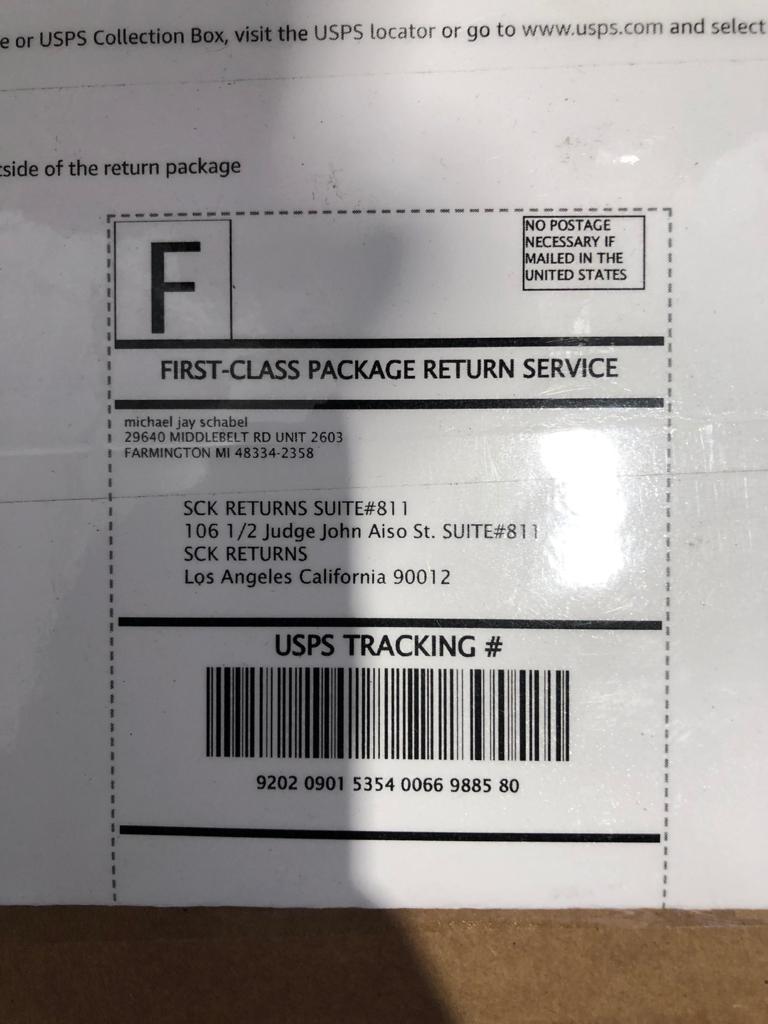 e or USPS Collection Box, visit the USPS locator or go to www.usps.com and select
tside of the return package
F
NO POSTAGE
NECESSARY IF
MAILED IN THE
UNITED STATES
FIRST-CLASS PACKAGE RETURN SERVICE
michael jay schabel
29640 MIDDLEBELT RD UNIT 2603
FARMINGTON MI 48334-2358
SCK RETURNS SUITE#811
106 1/2 Judge John Aiso St. SUITE#811
SCK RETURNS
Los Angeles California 90012
USPS TRACKING #
9202 0901 5354 0066 9885 80